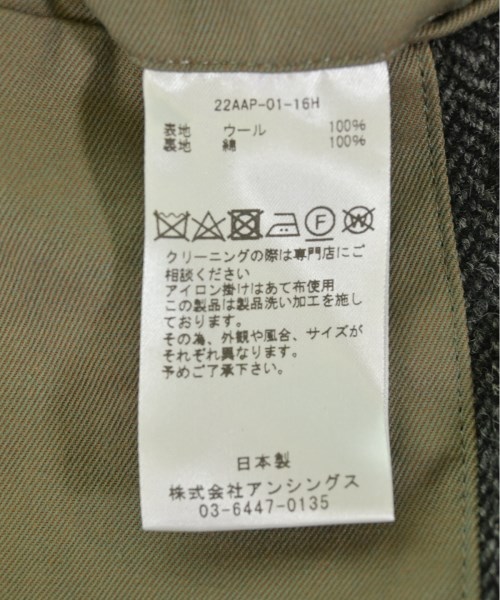 22AAP-01-16H
表地 ウール 100%
裏地 綿 100%
F
W
クリーニングの際は専門店にご
相談ください
アイロン掛けはあて布使用
この製品は製品洗い加工を施し
ております。
その為、外観や風合、サイズが
それぞれ異なります。
予めご了承下さい。
日本製
株式会社アンシングス
03-6447-0135